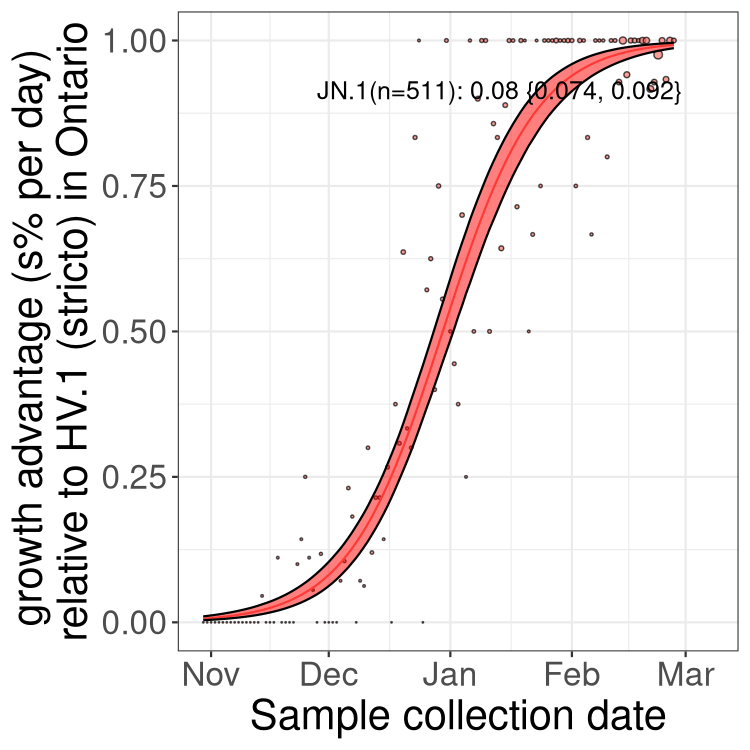 growth advantage (s% per day)
relative to HV.1 (stricto) in Ontario
1.00
0.75
0.50
0.25
0.00
JN.1(n=511): 0.08 {0.074, 0.092}
Nov Dec Jan Feb Mar
Sample collection date